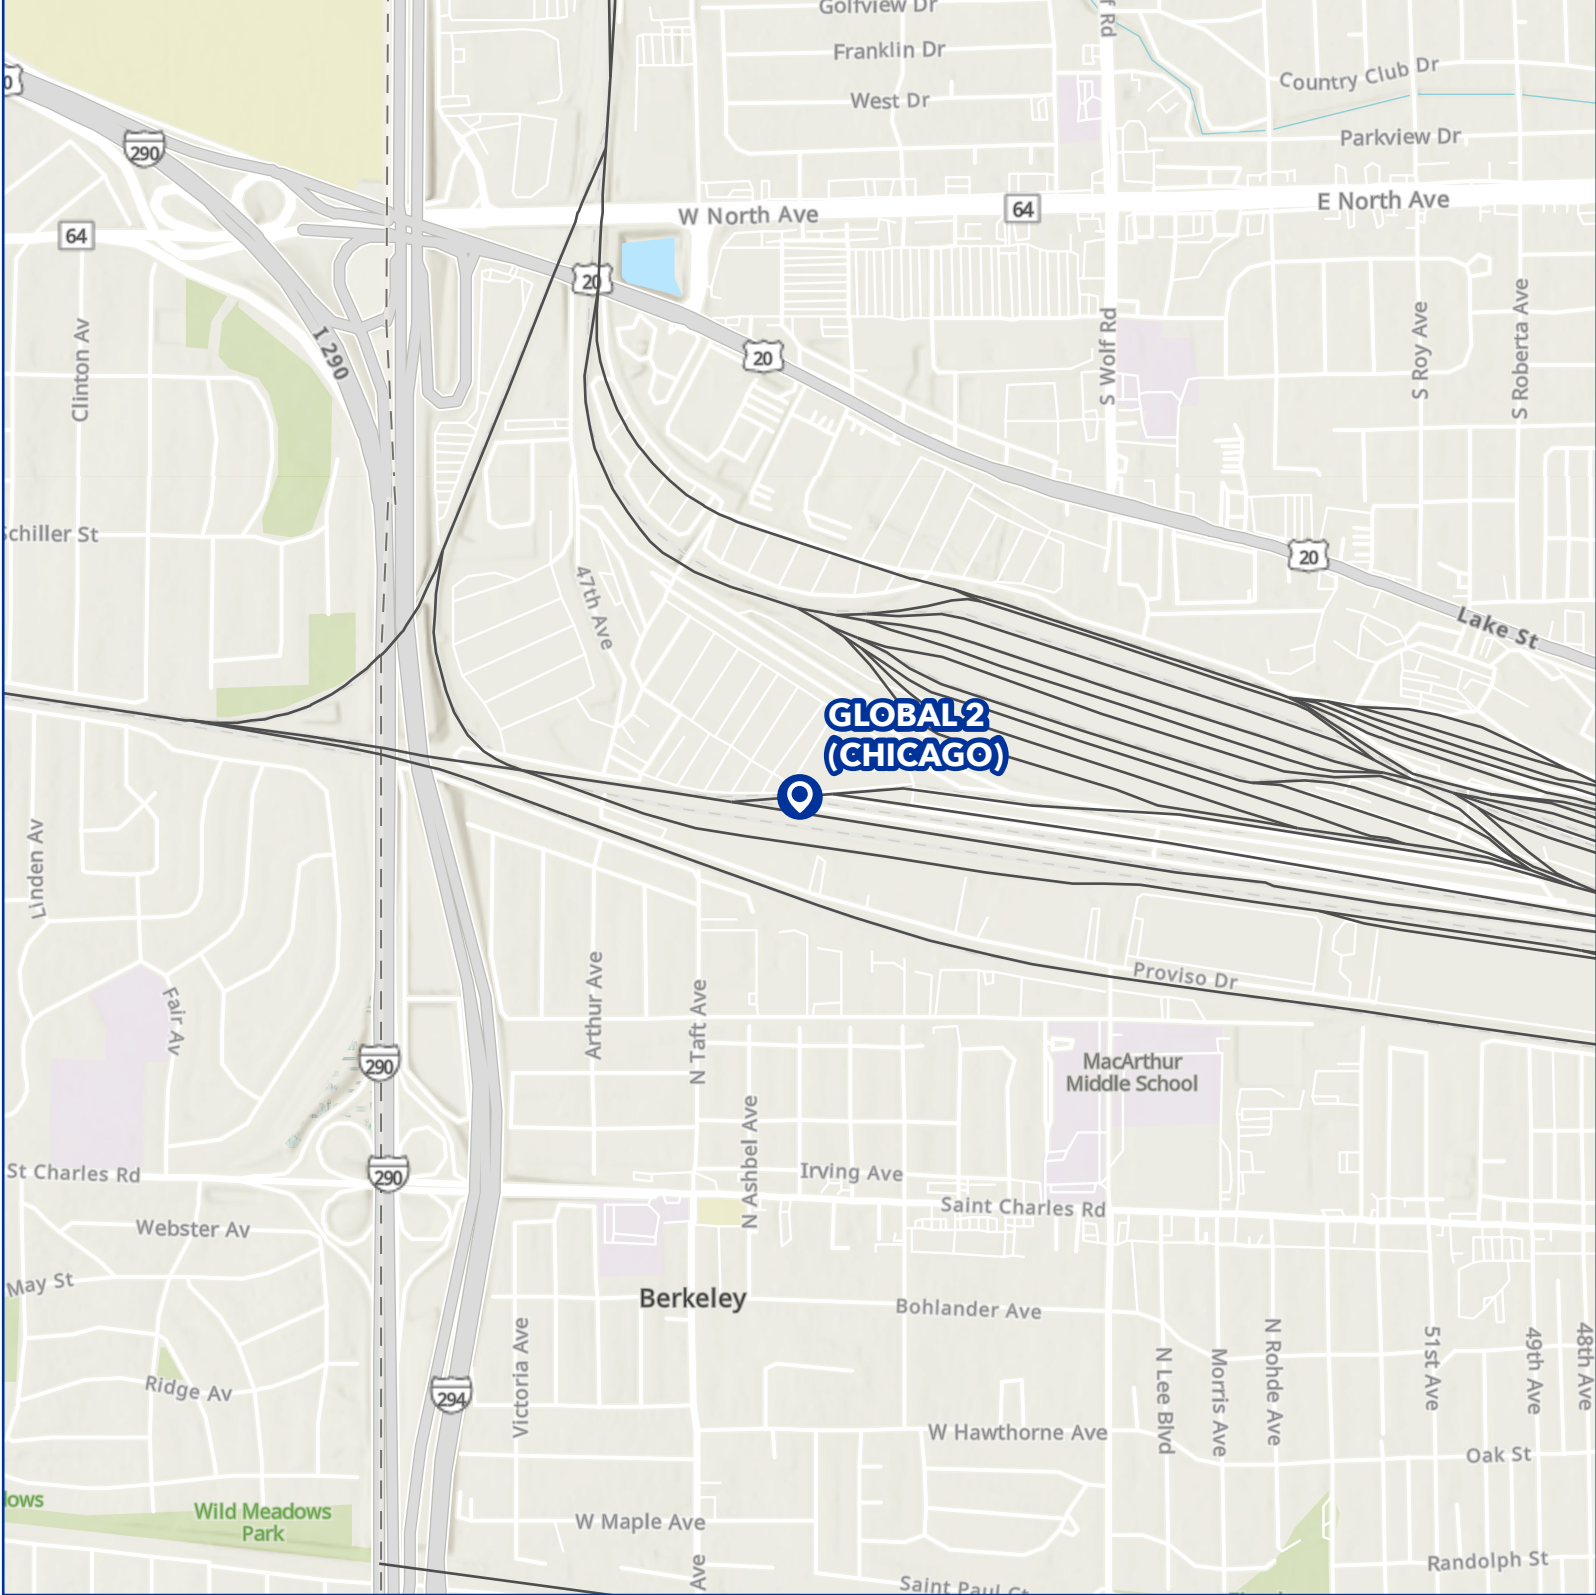 Golfview Dr
Franklin Dr
West Dr
Country Club Dr
Parkview Dr
290
64
W North Ave
64
E North Ave
20
20
I 290
Clinton Av
S Wolf Rd
S Roy Ave
S Roberta Ave
Schiller St
47th Ave
20
Lake St
GLOBAL 2
(CHICAGO)
Linden Av
Fair Av
Arthur Ave
N Taft Ave
Proviso Dr
290
MacArthur
Middle School
N Ashbel Ave
St Charles Rd
290
Irving Ave
Saint Charles Rd
Webster Av
May St
Berkeley
Bohlander Ave
Victoria Ave
N Lee Blvd
Morris Ave
N Rohde Ave
51st Ave
49th Ave
48th Ave
Ridge Av
294
W Hawthorne Ave
Oak St
Wild Meadows
Park
W Maple Ave
Ave
Randolph St
Saint Paul Ct